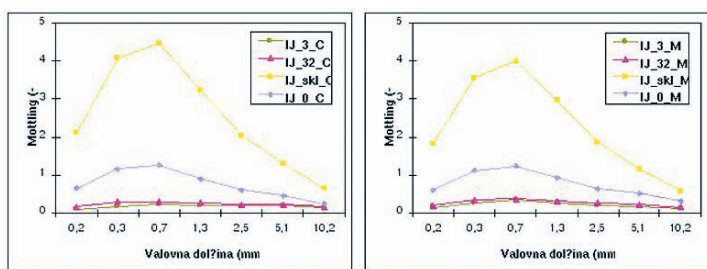 5
4
3
2
1
0
Mottling (-
IJ_3_C
IJ_32_C
IJ_skl_C
IJ_0_C
0,2 0,3 0,7 1,3 2,5 5,1 10,2
Valovna dol?ina (mm
5
4
3
2
1
0
Mottling (-
IJ_3_M
IJ_32_M
IJ_skl_M
IJ_0_M
0,2 0,3 0,7 1,3 2,5 5,1 10,2
Valovna dol?ina (mm